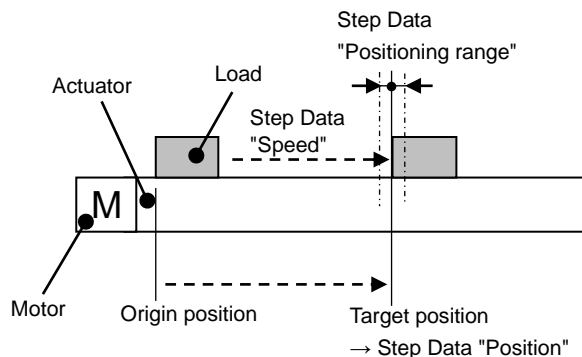 Step Data
"Positioning range"
Actuator
Load
Step Data
"Speed"
M
Motor
Origin position
Target position
→ Step Data "Position"